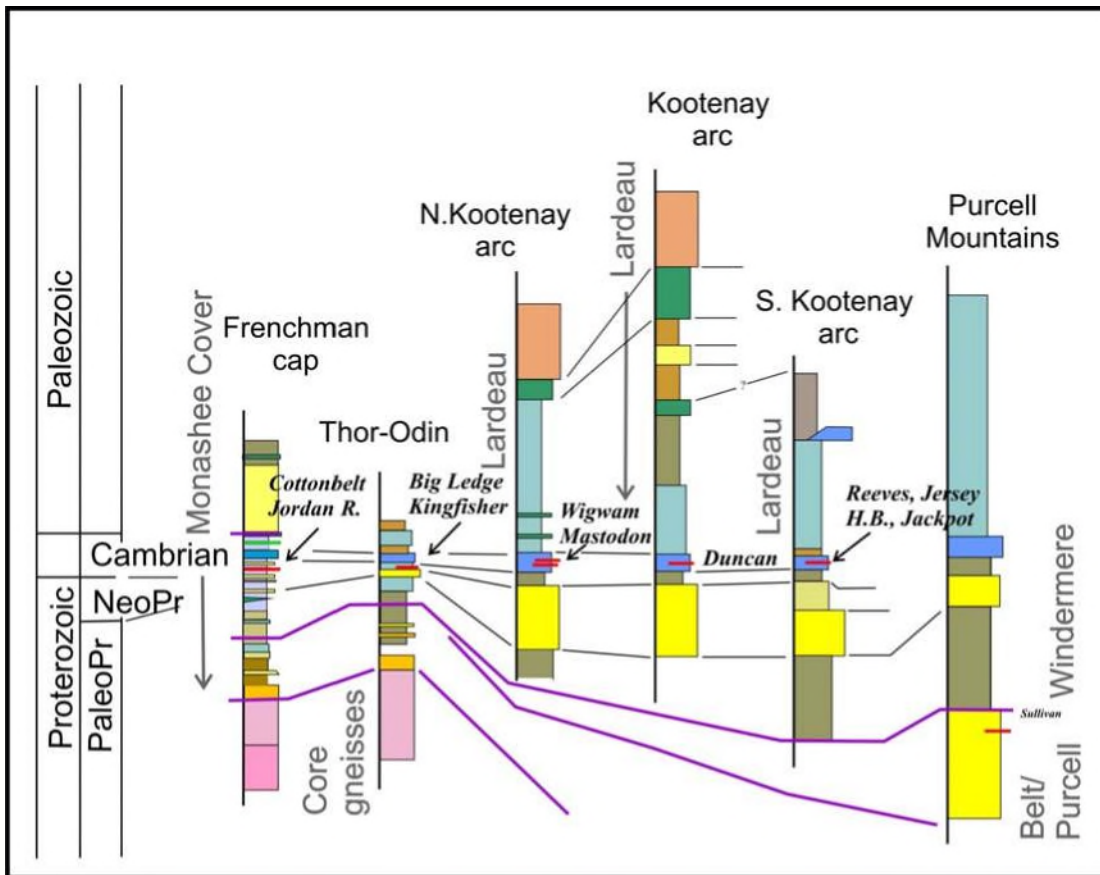 Kootenay
arc
N.Kootenay
arc
Purcell
Mountains
S. Kootenay
arc
Frenchman
cap
Thor-Odin
Paleozoic
Cambrian
Proterozoic
NeoPr
PaleoPr
Monashee Cover
Core
gneisses
Lardeau
Lardeau
Lardeau
Windermere
Belt/
Purcell
Cottonbelt
Jordan R.
Big Ledge
Kingfisher
Wigwam
Mastodon
Duncan
Reeves, Jersey
H.B., Jackpot
Sullivan
?